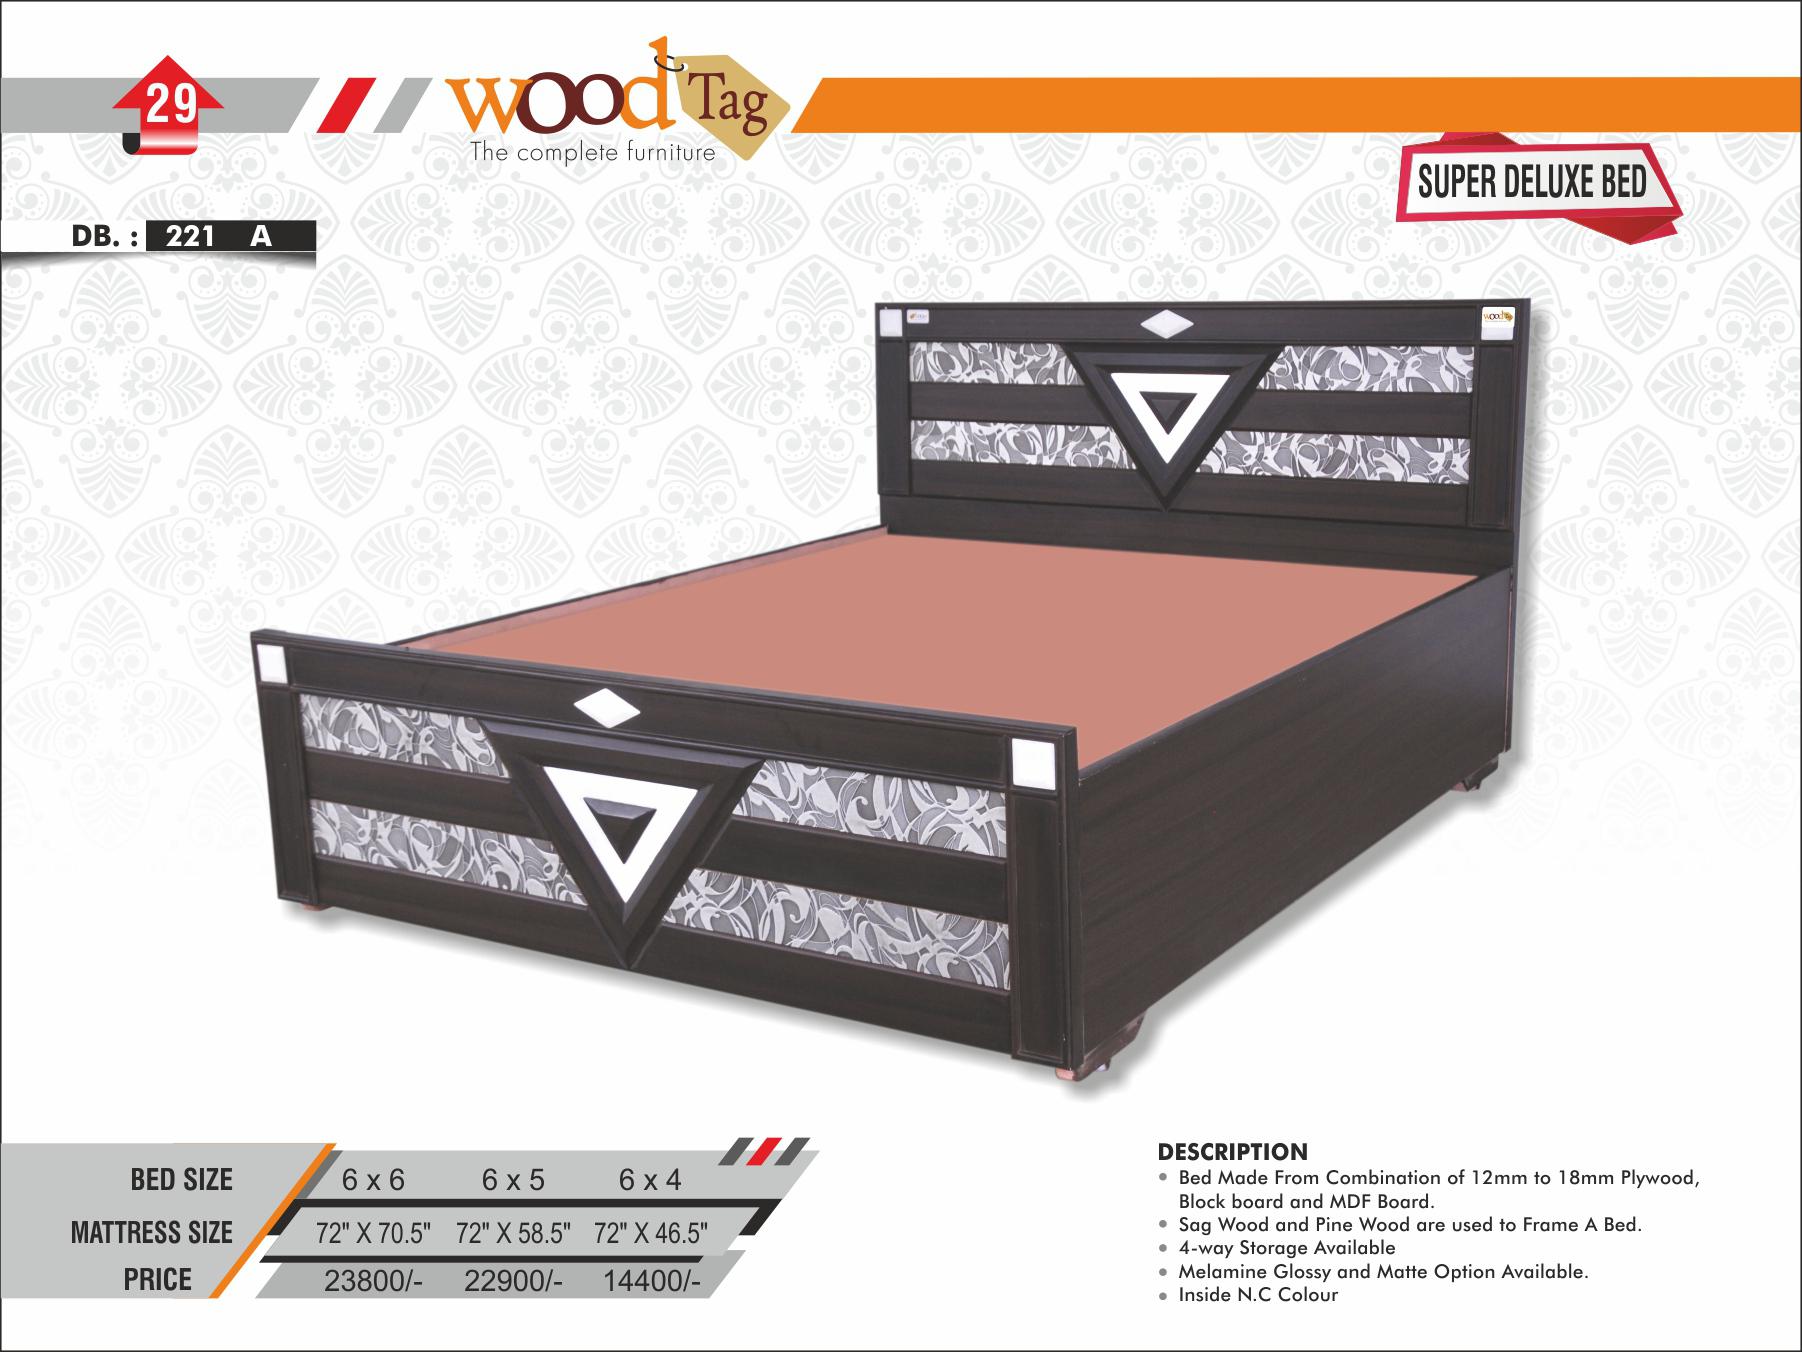 29
wood Tag
The complete furniture
SUPER DELUXE BED
DB. : 221 A
wood
BED SIZE 6 x 6 6 x 5 6 x 4
MATTRESS SIZE 72" X 70.5" 72" X 58.5" 72" X 46.5"
PRICE 23800/- 22900/- 14400/-
DESCRIPTION
• Bed Made From Combination of 12mm to 18mm Plywood,
Block board and MDF Board.
• Sag Wood and Pine Wood are used to Frame A Bed.
• 4-way Storage Available
• Melamine Glossy and Matte Option Available.
• Inside N.C Colour